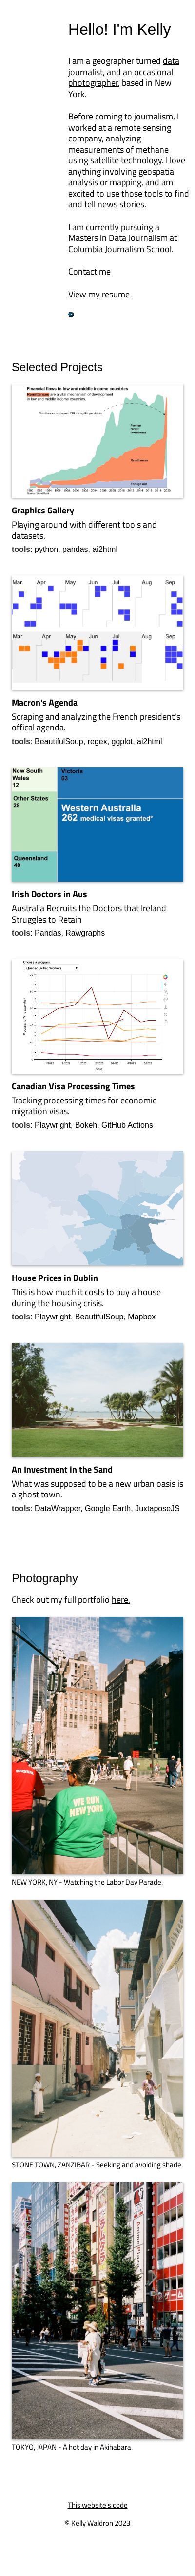 Hello! I'm Kelly
I am a geographer turned data
journalist, and an occasional
photographer, based in New
York.
Before coming to journalism, I
worked at a remote sensing
company, analyzing
measurements of methane
using satellite technology. I love
anything involving geospatial
analysis or mapping, and am
excited to use those tools to find
and tell news stories.
I am currently pursuing a
Masters in Data Journalism at
Columbia Journalism School.
Contact me
View my resume
Selected Projects
Financial flows to low and middle income countries
Remittances
Foreign
Direct
Investment
Remittances
Graphics Gallery
Playing around with different tools and
datasets.
tools: python, pandas, ai2html
Mar Apr May Jun Jul Aug Sep
Mar Apr May Jun Jul Aug Sep
Macron's Agenda
Scraping and analyzing the French president's
offical agenda.
tools: BeautifulSoup, regex, ggplot, ai2html
New South
Wales
12
Victoria
63
Other States
28
Western Australia
262 medical visas granted*
Queensland
40
Irish Doctors in Aus
Australia Recruits the Doctors that Ireland
Struggles to Retain
tools: Pandas, Rawgraphs
Choose a program:
Quebec Skilled Workers
Processing Time (months)
Date
Canadian Visa Processing Times
Tracking processing times for economic
migration visas.
tools: Playwright, Bokeh, GitHub Actions
House Prices in Dublin
This is how much it costs to buy a house
during the housing crisis.
tools: Playwright, BeautifulSoup, Mapbox
An Investment in the Sand
What was supposed to be a new urban oasis is
a ghost town.
tools: DataWrapper, Google Earth, JuxtaposeJS
Photography
Check out my full portfolio here.
WE RUN
NEW YORK
NEW YORK, NY - Watching the Labor Day Parade.
STONE TOWN, ZANZIBAR - Seeking and avoiding shade.
TOKYO, JAPAN - A hot day in Akihabara.
This website's code
© Kelly Waldron 2023